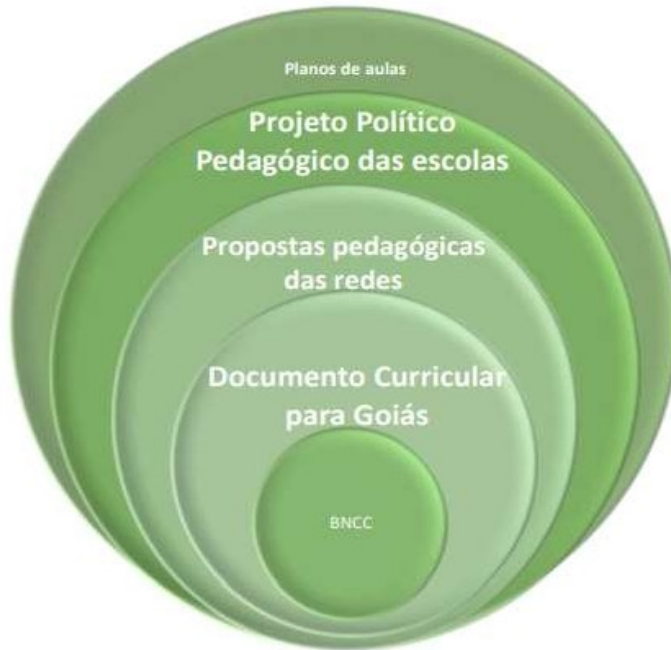 Planos de aulas
Projeto Político
Pedagógico das escolas
Propostas pedagógicas
das redes
Documento Curricular
para Goiás
BNCC